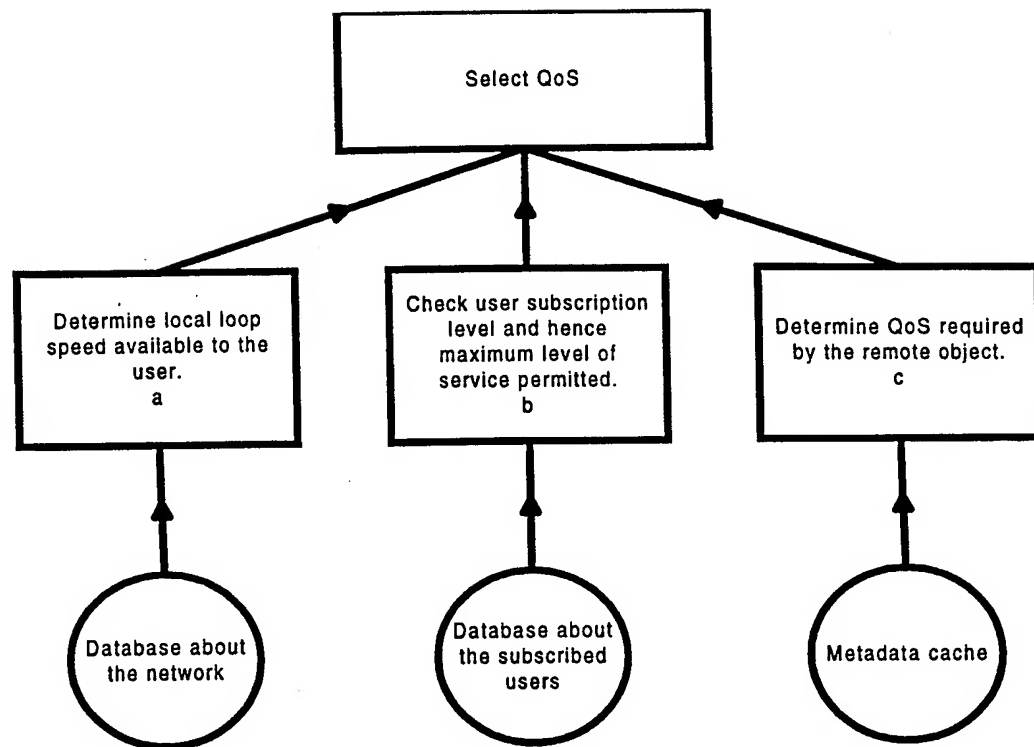 Select QoS
Determine local loop
speed available to the
user.
a
Check user subscription
level and hence
maximum level of
service permitted.
b
Determine QoS required
by the remote object.
c
Database about
the network
Database about
the subscribed
users
Metadata cache